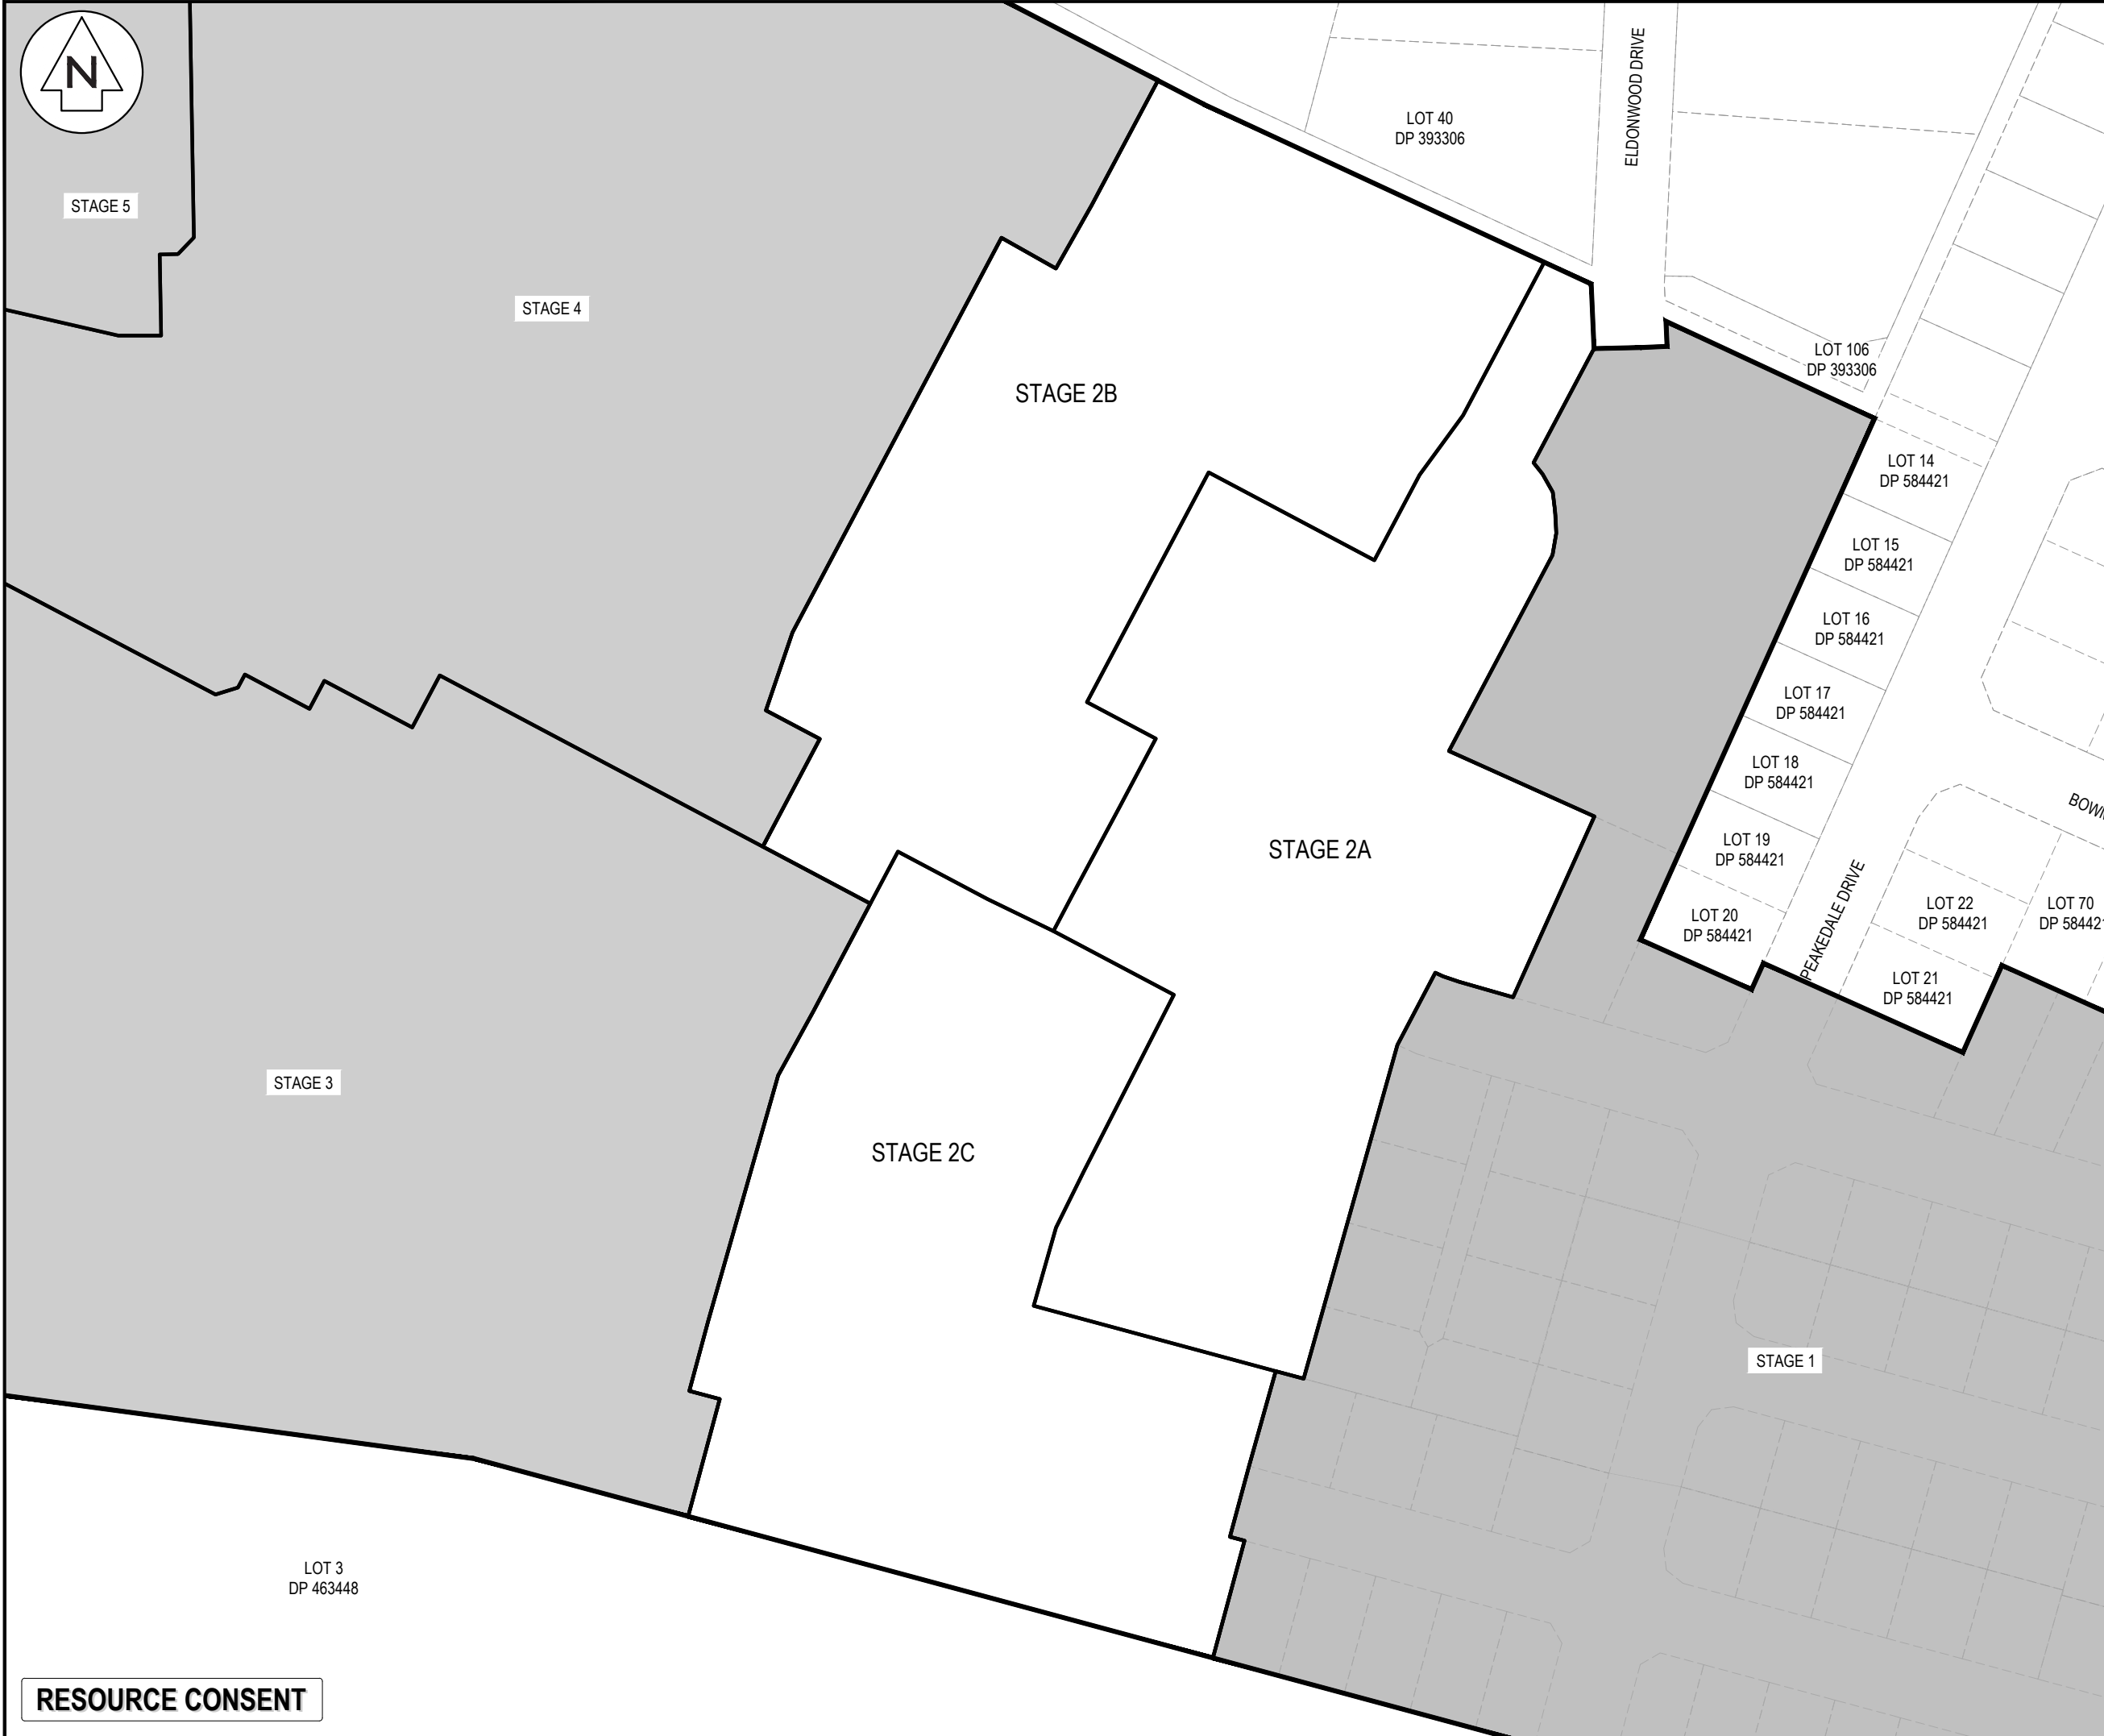 N
ELDONWOOD DRIVE
LOT 40
DP 393306
STAGE 5
STAGE 4
LOT 106
DP 393306
STAGE 2B
LOT 14
DP 584421
LOT 15
DP 584421
LOT 16
DP 584421
LOT 17
DP 584421
LOT 18
DP 584421
STAGE 2A
LOT 19
DP 584421
PEAKEDALE DRIVE
LOT 20
DP 584421
LOT 22
DP 584421
LOT 70
LOT 21
DP 584421
STAGE 3
STAGE 2C
STAGE 1
LOT 3
DP 463448
RESOURCE CONSENT